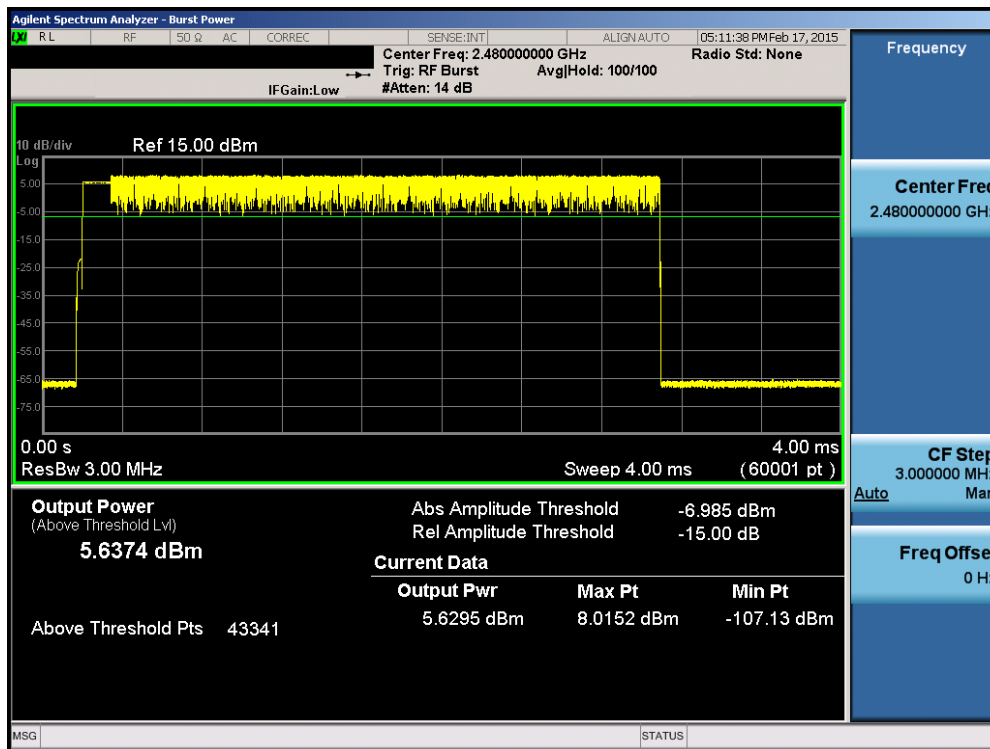 Agilent Spectrum Analyzer - Burst Power
LXI RL RF 50 Ω AC CORREC SENSE:INT ALIGN AUTO 05:11:38 PM Feb 17, 2015
Center Freq: 2.480000000 GHz Radio Std: None
Trig: RF Burst Avg|Hold: 100/100
IFGain:Low #Atten: 14 dB
10 dB/div Ref 15.00 dBm
Log
5.00
-5.00
-15.0
-25.0
-35.0
-45.0
-55.0
-65.0
-75.0
0.00 s 4.00 ms
ResBw 3.00 MHz Sweep 4.00 ms (60001 pt )
Output Power
(Above Threshold Lvl)
5.6374 dBm
Above Threshold Pts 43341
Abs Amplitude Threshold -6.985 dBm
Rel Amplitude Threshold -15.00 dB
Current Data
Output Pwr Max Pt Min Pt
5.6295 dBm 8.0152 dBm -107.13 dBm
MSG STATUS
Frequency
Center Freq
2.480000000 GH
CF Step
3.000000 MH
Auto Man
Freq Offse
0 H